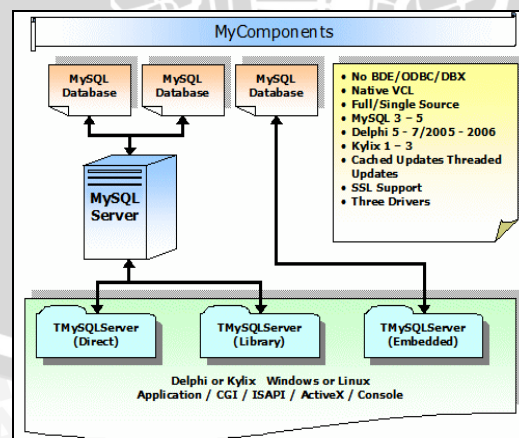 MyComponents
MySQL
Database
MySQL
Database
MySQL
Database
• No BDE/ODBC/DBX
• Native VCL
• Full/Single Source
• MySQL 3 – 5
• Delphi 5 - 7/2005 - 2006
• Kylix 1 – 3
• Cached Updates Threaded
Updates
• SSL Support
• Three Drivers
MySQL
Server
TMySQLServer
(Direct)
TMySQLServer
(Library)
TMySQLServer
(Embedded)
Delphi or Kylix Windows or Linux
Application / CGI / ISAPI / ActiveX / Console